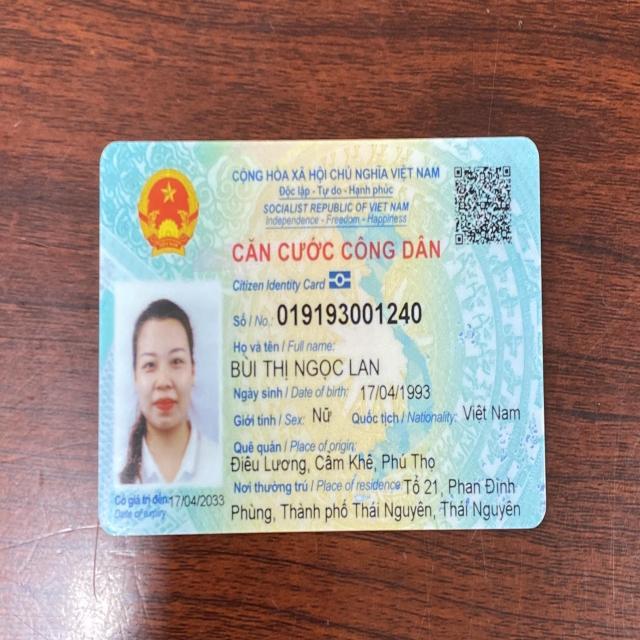 CỘNG HÒA XÃ HỘI CHỦ NGHĨA VIỆT NAM
Độc lập - Tự do - Hạnh phúc
SOCIALIST REPUBLIC OF VIET NAM
Independence - Freedom - Happiness
CĂN CƯỚC CÔNG DÂN
Citizen Identity Card
Số / No.: 019193001240
Họ và tên / Full name:
BÙI THỊ NGỌC LAN
Ngày sinh / Date of birth: 17/04/1993
Giới tính / Sex: Nữ Quốc tịch / Nationality: Việt Nam
Quê quán / Place of origin:
Điêu Lương, Cẩm Khê, Phú Thọ
Nơi thường trú / Place of residence: Tổ 21, Phan Đình
Phùng, Thành phố Thái Nguyên, Thái Nguyên
Có giá trị đến: 17/04/2033
Date of expiry